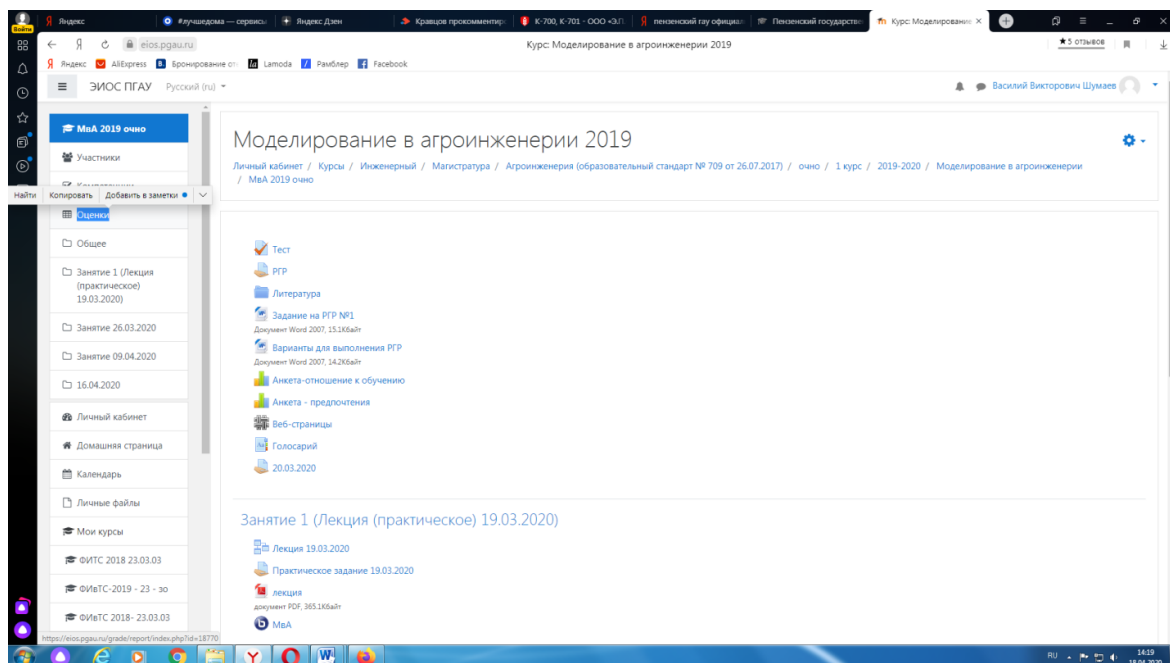 Войти
Яндекс
#лучшедома — сервисы
Яндекс Дзен
Кравцов прокомментир
К-700, К-701 - ООО «Э.П.
пензенский гау официал
Пензенский государстве
Курс: Моделирование
eios.pgau.ru
Курс: Моделирование в агроинженерии 2019
★ 5 отзывов
Яндекс
AliExpress
Бронирование от
Lamoda
Рамблер
Facebook
ЭИОС ПГАУ
Русский (ru)
Василий Викторович Шумаев
МвА 2019 очно
Участники
Найти
Копировать
Добавить в заметки
Оценки
Общее
Занятие 1 (Лекция
(практическое)
19.03.2020)
Занятие 26.03.2020
Занятие 09.04.2020
16.04.2020
Личный кабинет
Домашняя страница
Календарь
Личные файлы
Мои курсы
ФИТС 2018 23.03.03
ФИвТС-2019 - 23 - зо
ФИвТС 2018- 23.03.03
https://eios.pgau.ru/grade/report/index.php?id=18770
Моделирование в агроинженерии 2019
Личный кабинет / Курсы / Инженерный / Магистратура / Агроинженерия (образовательный стандарт № 709 от 26.07.2017) / очно / 1 курс / 2019-2020 / Моделирование в агроинженерии
/ МвА 2019 очно
Тест
РГР
Литература
Задание на РГР №1
Документ Word 2007, 15.1Кбайт
Варианты для выполнения РГР
Документ Word 2007, 14.2Кбайт
Анкета-отношение к обучению
Анкета - предпочтения
Веб-страницы
Голосарий
20.03.2020
Занятие 1 (Лекция (практическое) 19.03.2020)
Лекция 19.03.2020
Практическое задание 19.03.2020
лекция
документ PDF, 365.1Кбайт
МвА
RU
14:19
18.04.2020